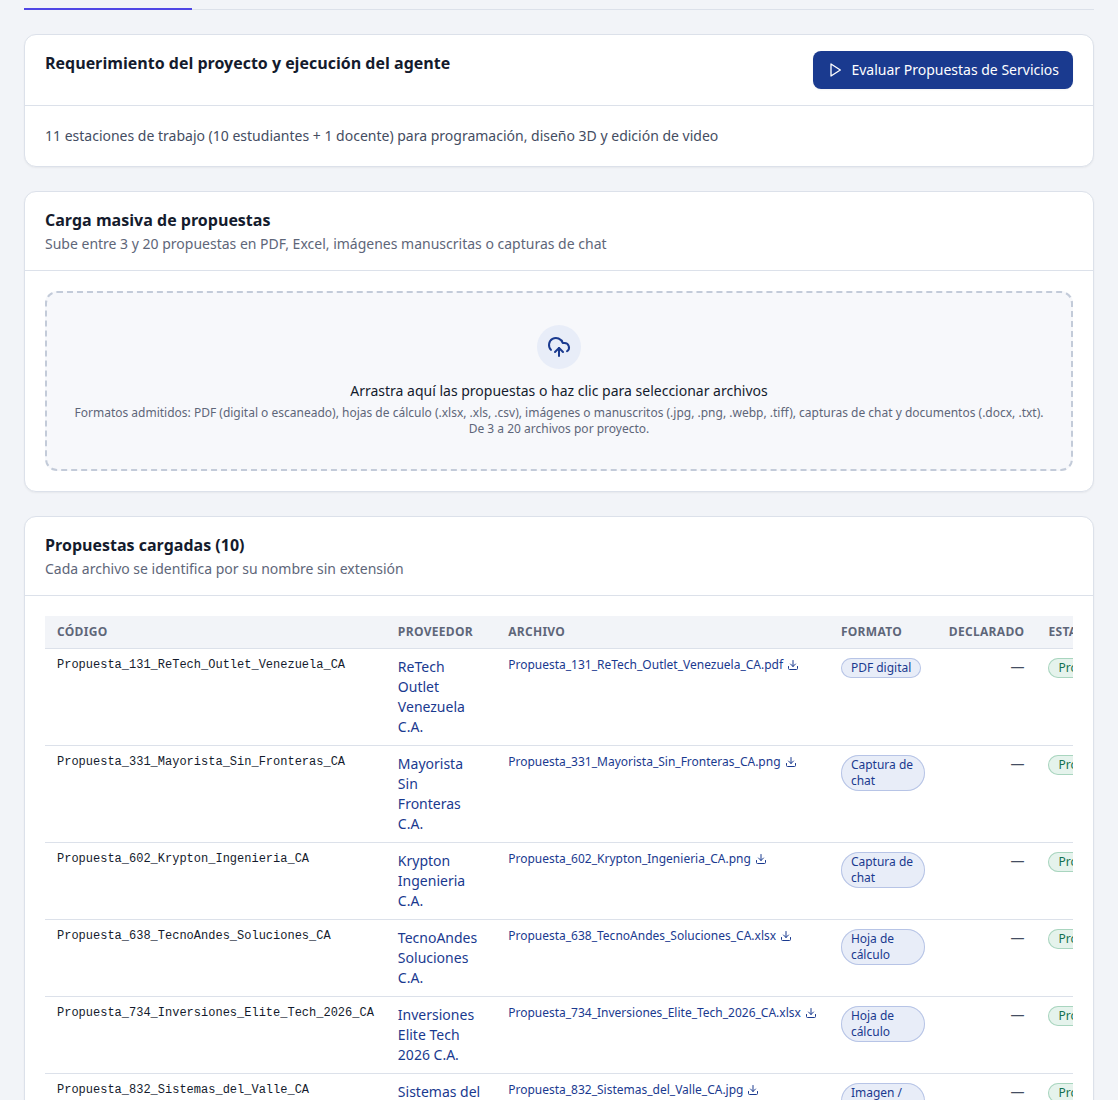 Requerimiento del proyecto y ejecución del agente
Evaluar Propuestas de Servicios
11 estaciones de trabajo (10 estudiantes + 1 docente) para programación, diseño 3D y edición de video
Carga masiva de propuestas
Sube entre 3 y 20 propuestas en PDF, Excel, imágenes manuscritas o capturas de chat
Arrastra aquí las propuestas o haz clic para seleccionar archivos
Formatos admitidos: PDF (digital o escaneado), hojas de cálculo (.xlsx, .xls, .csv), imágenes o manuscritos (.jpg, .png, .webp, .tiff), capturas de chat y documentos (.docx, .txt).
De 3 a 20 archivos por proyecto.
Propuestas cargadas (10)
Cada archivo se identifica por su nombre sin extensión
CÓDIGO PROVEEDOR ARCHIVO FORMATO DECLARADO ESTA
Propuesta_131_ReTech_Outlet_Venezuela_CA ReTech Propuesta_131_ReTech_Outlet_Venezuela_CA.pdf PDF digital — Pro
Outlet
Venezuela
C.A.
Propuesta_331_Mayorista_Sin_Fronteras_CA Mayorista Propuesta_331_Mayorista_Sin_Fronteras_CA.png Captura de — Pro
Sin chat
Fronteras
C.A.
Propuesta_602_Krypton_Ingenieria_CA Krypton Propuesta_602_Krypton_Ingenieria_CA.png Captura de — Pro
Ingenieria chat
C.A.
Propuesta_638_TecnoAndes_Soluciones_CA TecnoAndes Propuesta_638_TecnoAndes_Soluciones_CA.xlsx Hoja de — Pro
Soluciones cálculo
C.A.
Propuesta_734_Inversiones_Elite_Tech_2026_CA Inversiones Propuesta_734_Inversiones_Elite_Tech_2026_CA.xlsx Hoja de — Pro
Elite Tech cálculo
2026 C.A.
Propuesta_832_Sistemas_del_Valle_CA Sistemas del Propuesta_832_Sistemas_del_Valle_CA.jpg Imagen / — Pro